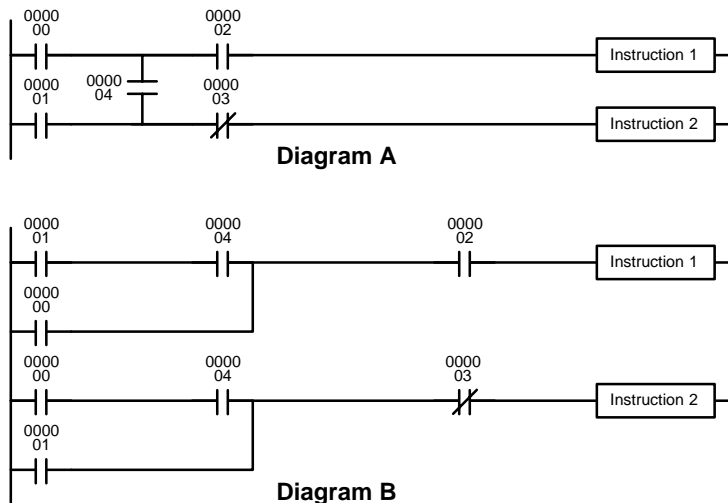 0000 0000
00 02
Instruction 1
0000 0000 0000
01 04 03
Instruction 2
Diagram A
0000 0000 0000
01 04 02
Instruction 1
0000
00
0000 0000 0000
00 04 03
Instruction 2
0000
01
Diagram B